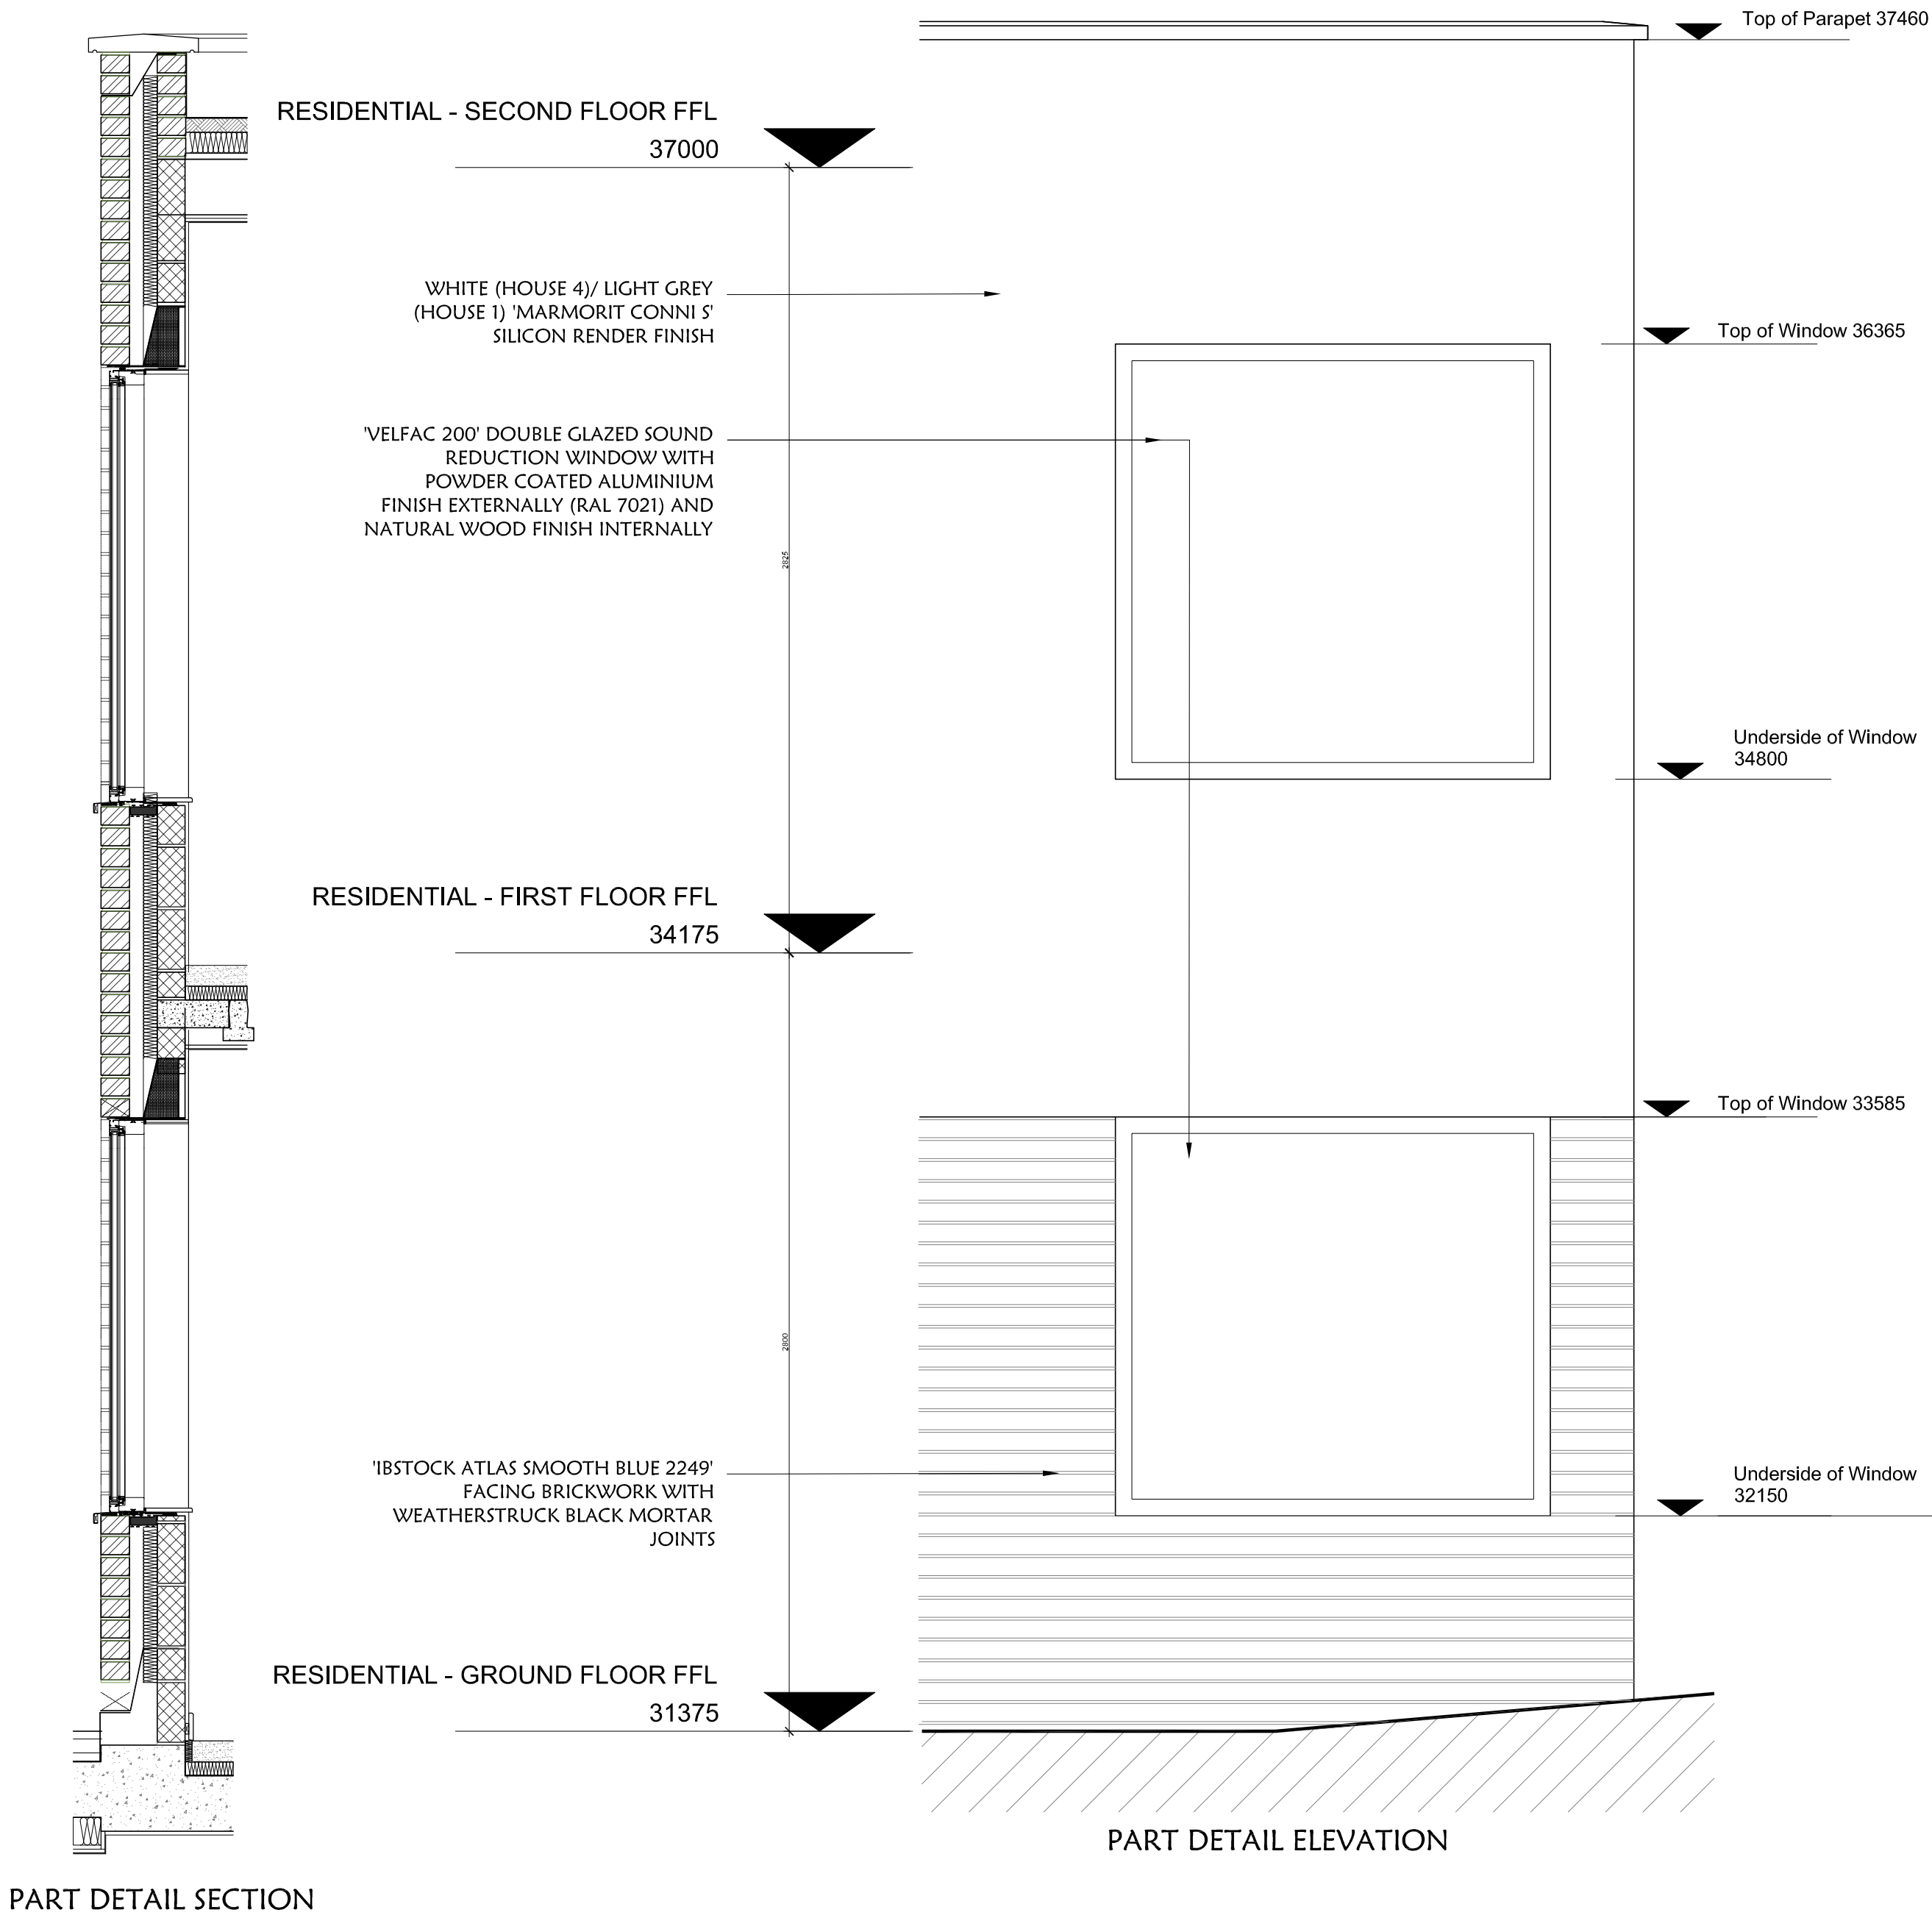 Top of Parapet 37460
RESIDENTIAL - SECOND FLOOR FFL
37000
WHITE (HOUSE 4)/ LIGHT GREY
(HOUSE 1) 'MARMORIT CONNI S'
SILICON RENDER FINISH
Top of Window 36365
'VELFAC 200' DOUBLE GLAZED SOUND
REDUCTION WINDOW WITH
POWDER COATED ALUMINIUM
FINISH EXTERNALLY (RAL 7021) AND
NATURAL WOOD FINISH INTERNALLY
2825
Underside of Window
34800
RESIDENTIAL - FIRST FLOOR FFL
34175
Top of Window 33585
2800
'IBSTOCK ATLAS SMOOTH BLUE 2249'
FACING BRICKWORK WITH
WEATHERSTRUCK BLACK MORTAR
JOINTS
Underside of Window
32150
RESIDENTIAL - GROUND FLOOR FFL
31375
PART DETAIL ELEVATION
PART DETAIL SECTION